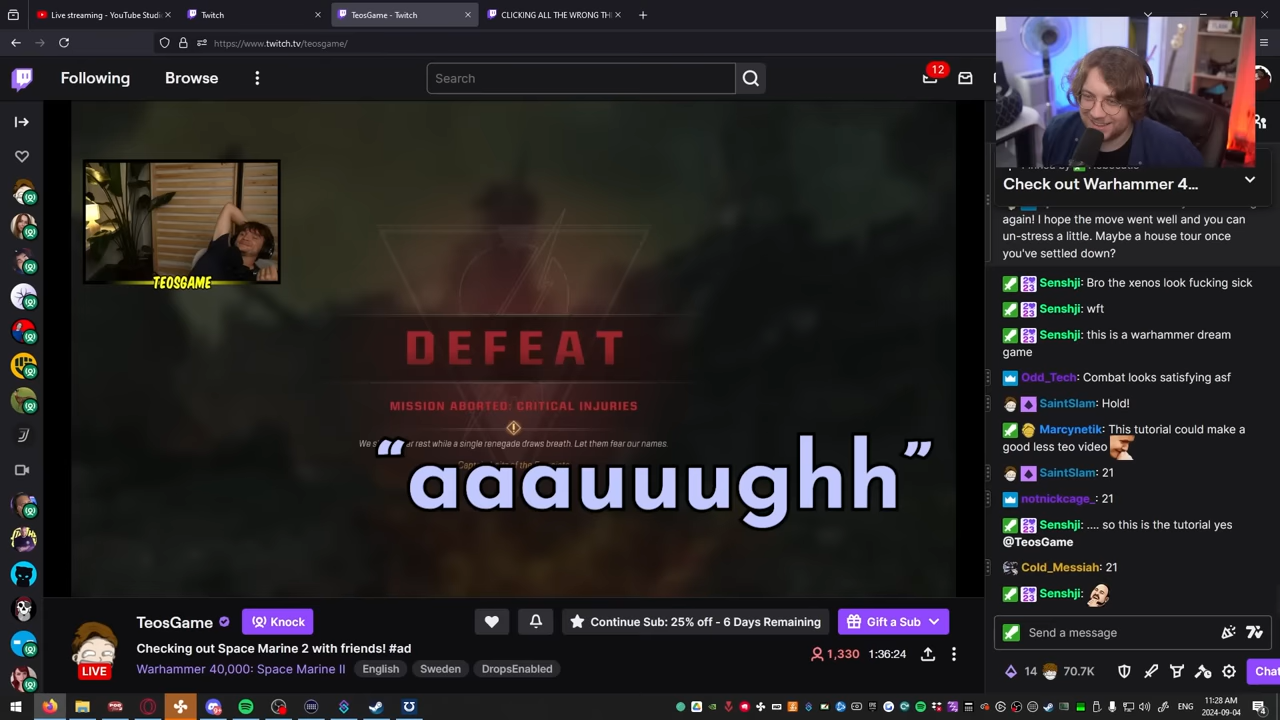 Live streaming - YouTube Studi
Twitch
TeosGame - Twitch
CLICKING ALL THE WRONG TH
https://www.twitch.tv/teosgame/
Following
Browse
Search
12
TEOSGAME
DEFEAT
MISSION ABORTED: CRITICAL INJURIES
rest while a single renegade draws breath. Let them fear our names.
“aaauuughh”
TeosGame
Knock
Continue Sub: 25% off - 6 Days Remaining
Gift a Sub
LIVE
Checking out Space Marine 2 with friends! #ad
Warhammer 40,000: Space Marine II
English
Sweden
DropsEnabled
1,330
1:36:24
Check out Warhammer 4...
again! I hope the move went well and you can
un-stress a little. Maybe a house tour once
you've settled down?
Senshji: Bro the xenos look fucking sick
Senshji: wft
Senshji: this is a warhammer dream
game
Odd_Tech: Combat looks satisfying asf
SaintSlam: Hold!
Marcynetik: This tutorial could make a
good less teo video
SaintSlam: 21
notnickcage_: 21
Senshji: .... so this is the tutorial yes
@TeosGame
Cold_Messiah: 21
Senshji:
Send a message
14
70.7K
Chat
ENG
11:28 AM
2024-09-04
4